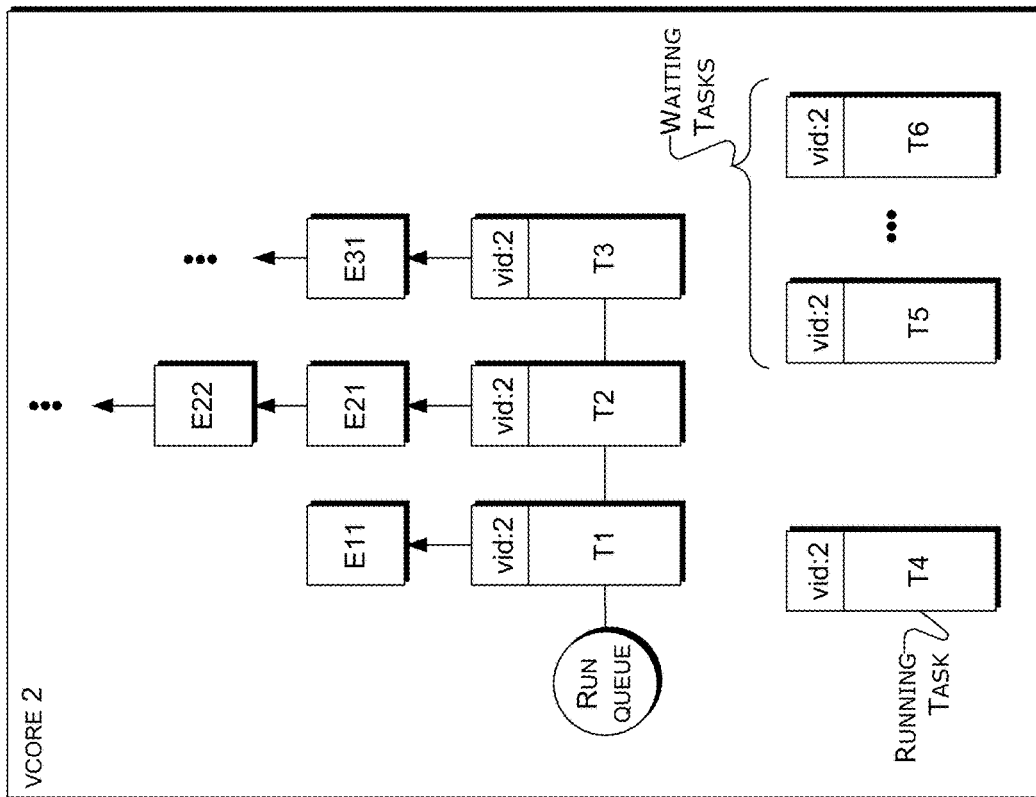 VCORE 2
•••
E22
•••
E11
E21
E31
vid:2
T1
vid:2
T2
vid:2
T3
RUN
QUEUE
WAITING
TASKS
vid:2
T4
vid:2
T5
•••
vid:2
T6
RUNNING
TASK